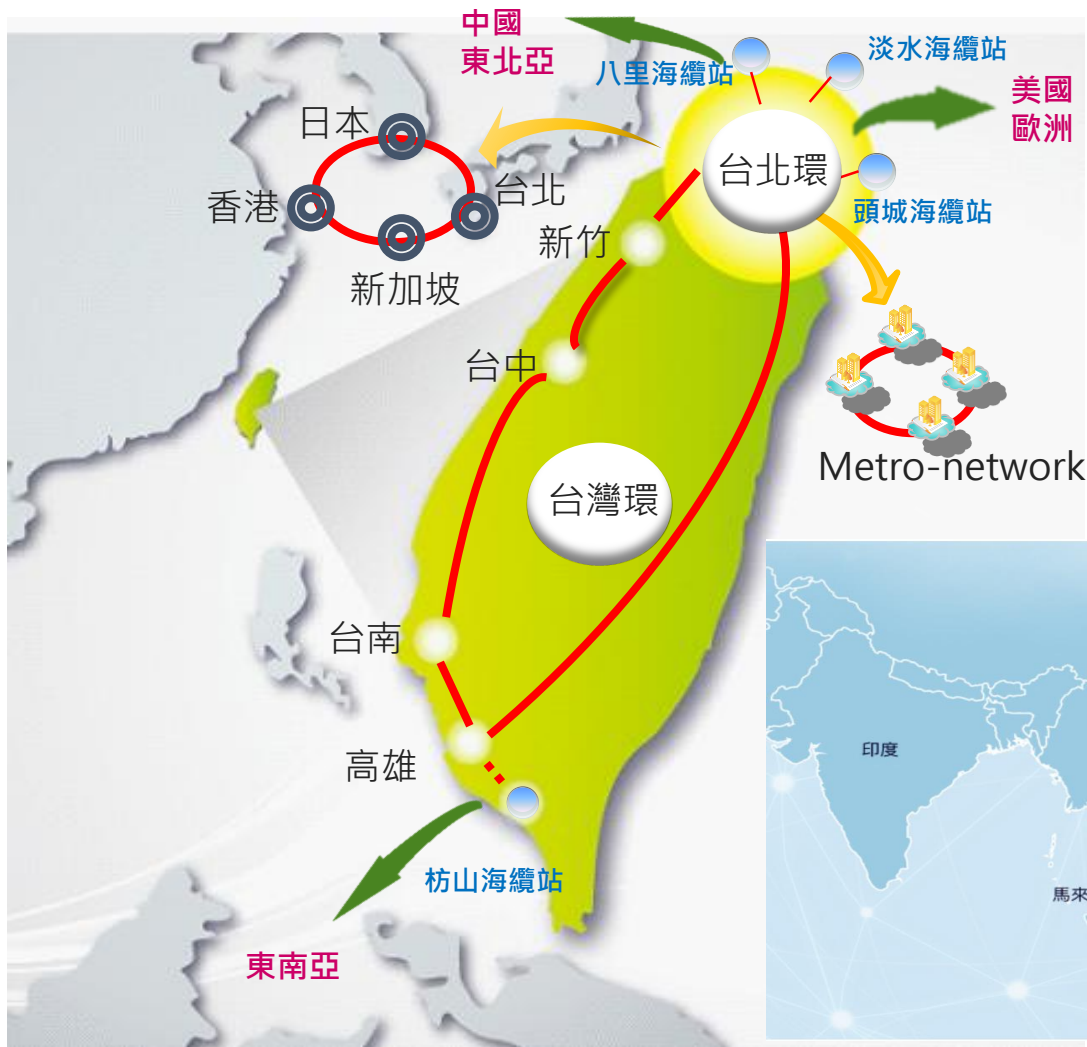 中國
東北亞
八里海纜站
淡水海纜站
美國
歐洲
日本
香港
台北
新加坡
台北環
頭城海纜站
新竹
台中
Metro-network
台灣環
台南
高雄
枋山海纜站
東南亞
印度
馬來